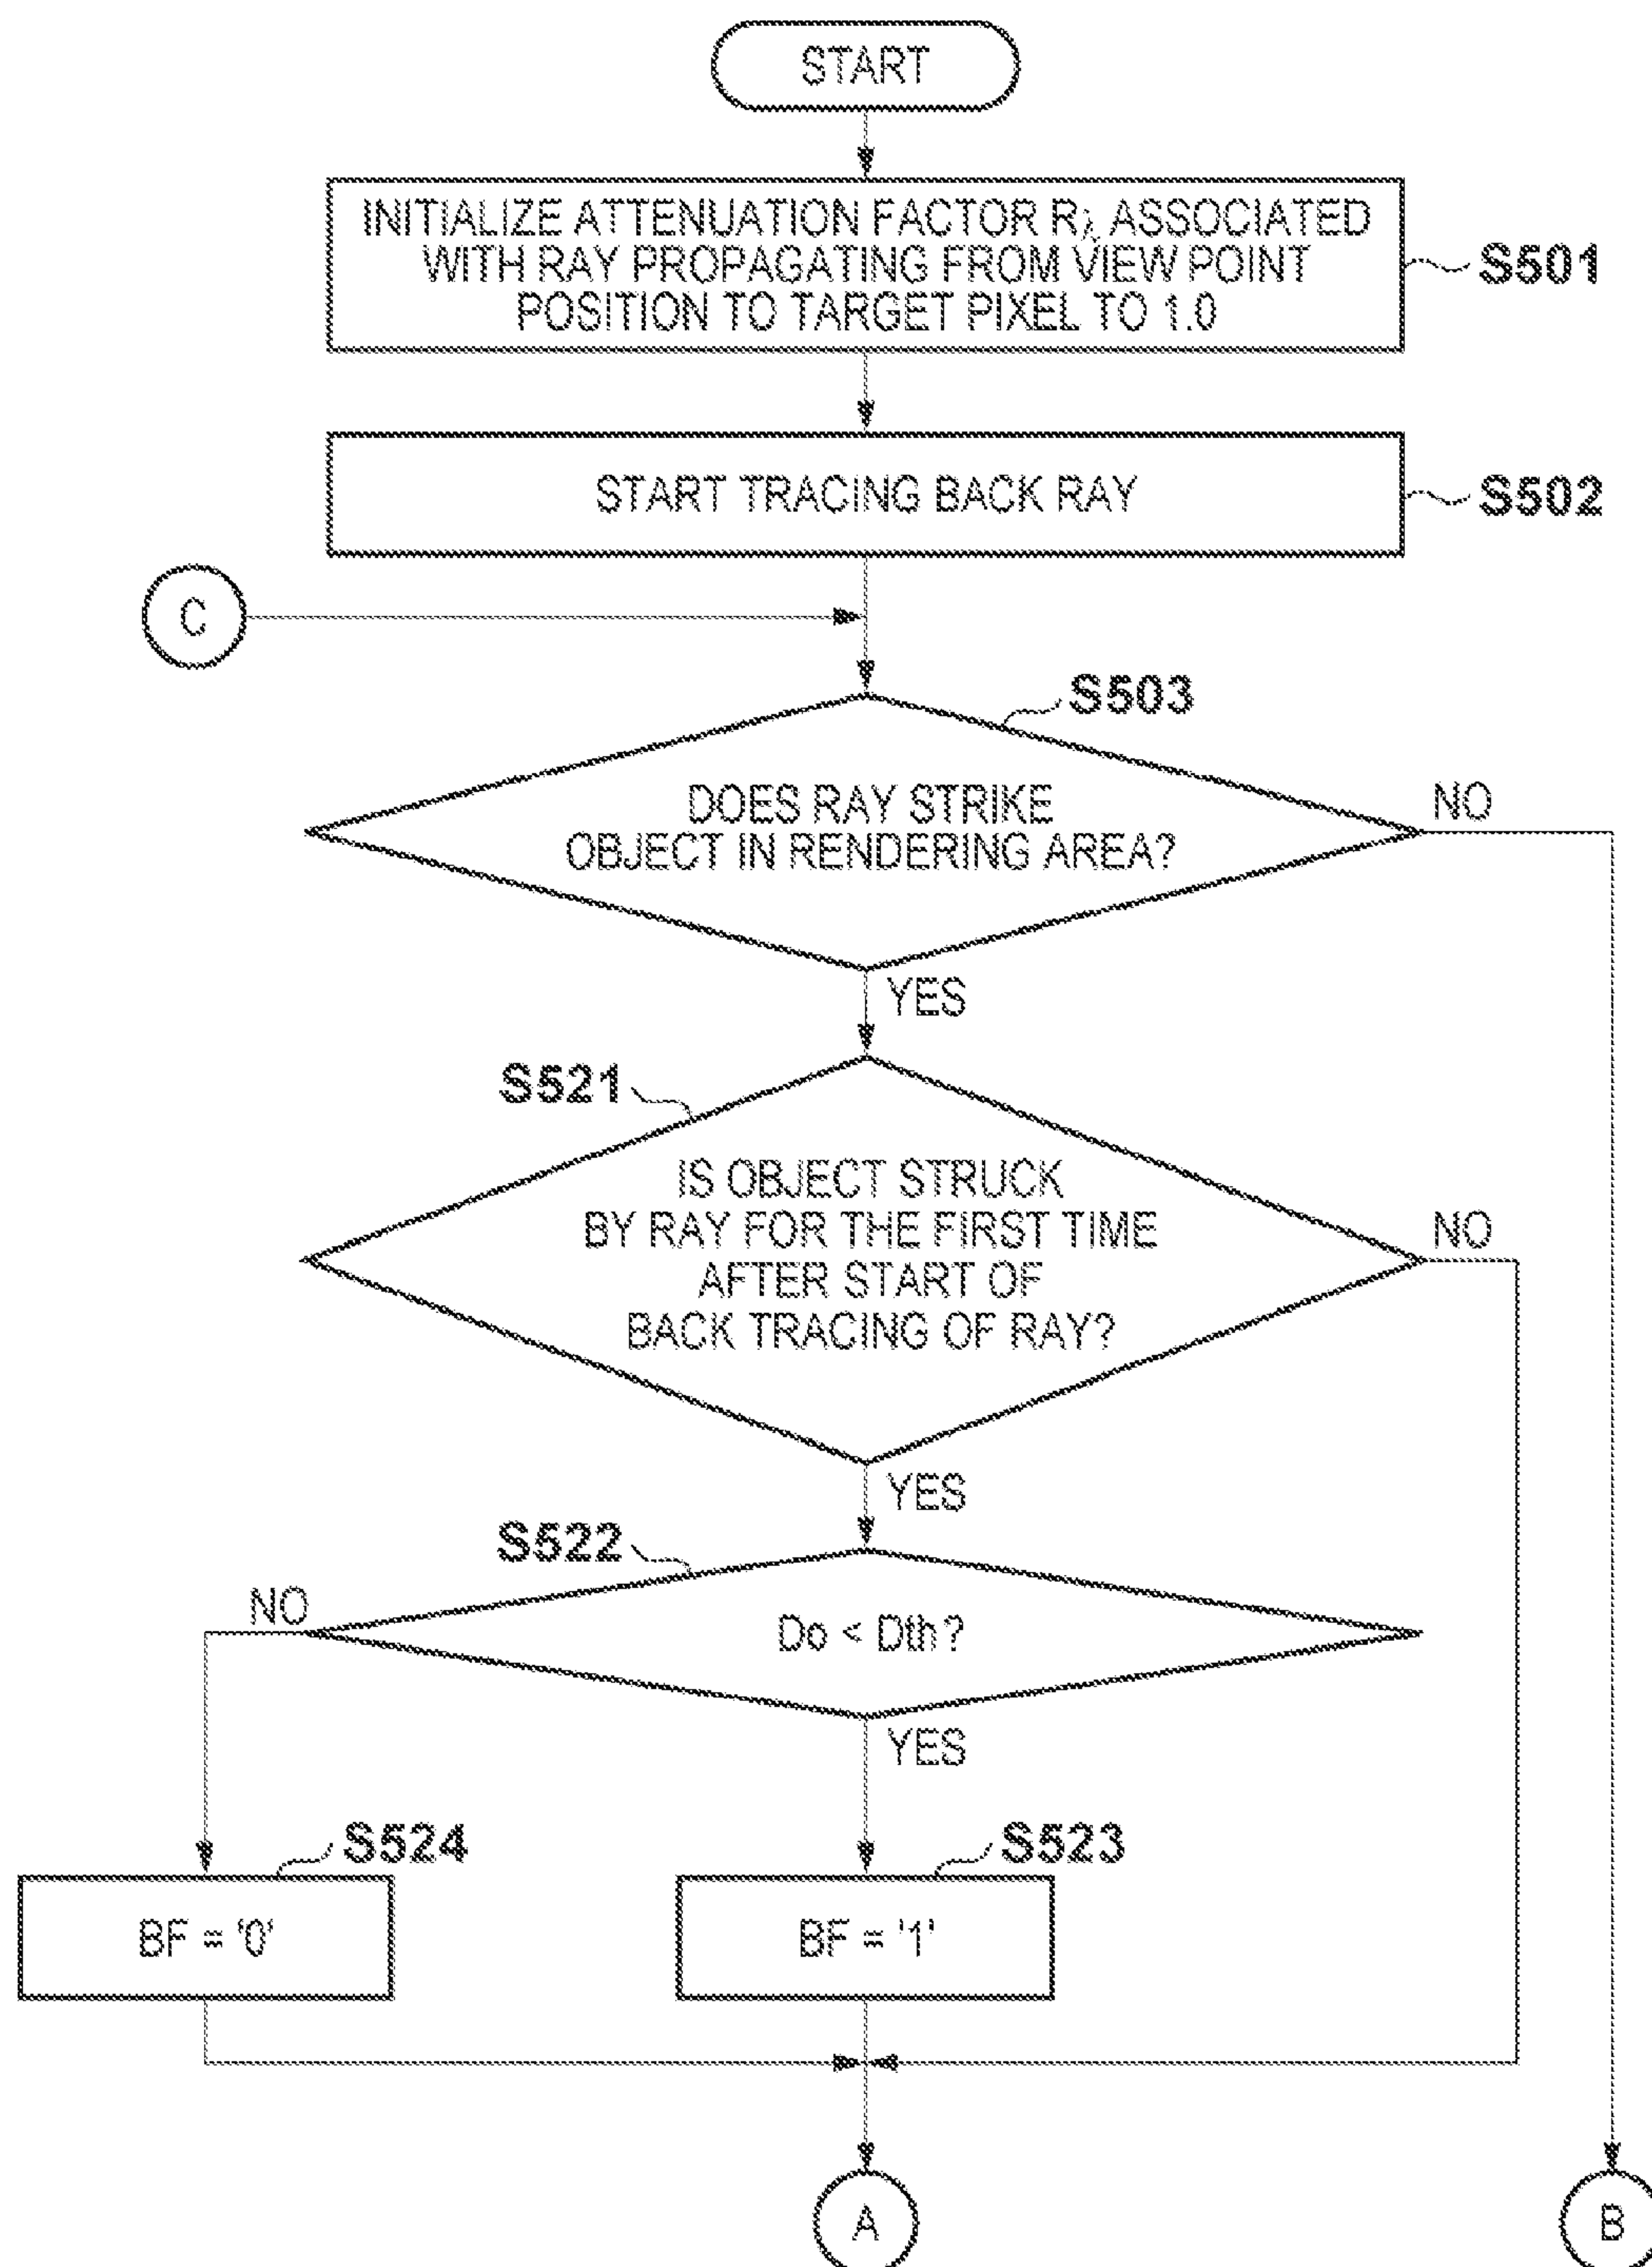 START
INITIALIZE ATTENUATION FACTOR Rλ ASSOCIATED
WITH RAY PROPAGATING FROM VIEW POINT
POSITION TO TARGET PIXEL TO 1.0
S501
START TRACING BACK RAY
S502
C
S503
DOES RAY STRIKE
OBJECT IN RENDERING AREA?
NO
YES
S521
IS OBJECT STRUCK
BY RAY FOR THE FIRST TIME
AFTER START OF
BACK TRACING OF RAY?
NO
YES
S522
NO
Do < Dth?
YES
S524
S523
BF = '0'
BF = '1'
A
B